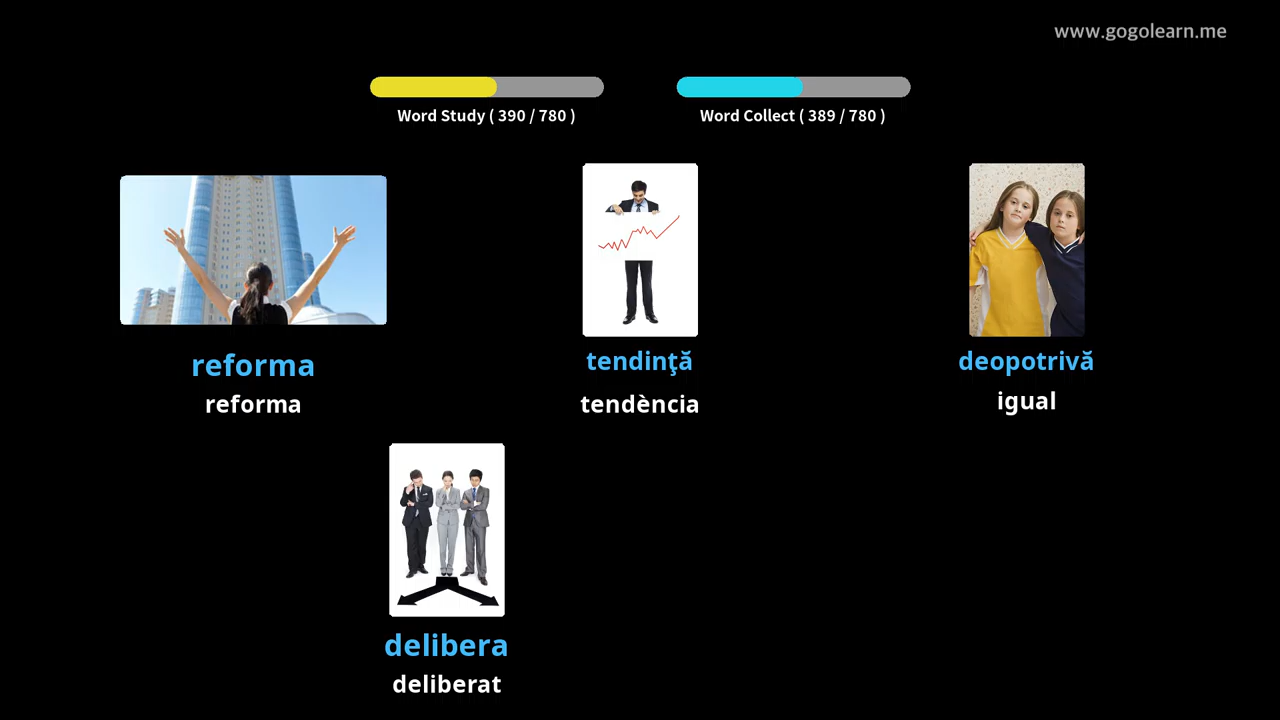 www.gogolearn.me
Word Study ( 390 / 780 )
Word Collect ( 389 / 780 )
reforma
reforma
tendinţă
tendència
deopotrivă
igual
delibera
deliberat